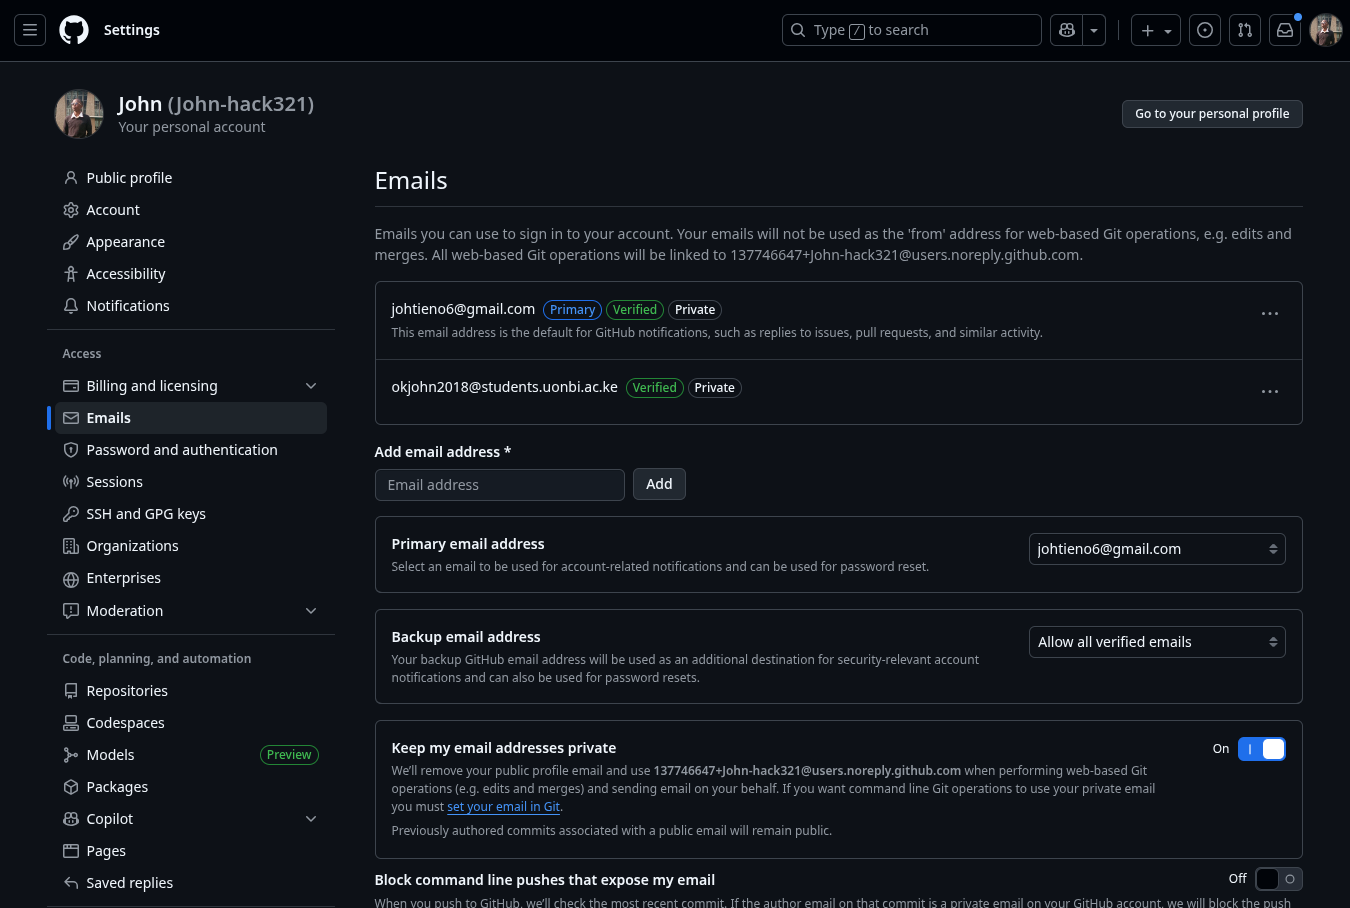 Settings
Type / to search
John (John-hack321)
Your personal account
Go to your personal profile
Public profile
Account
Appearance
Accessibility
Notifications
Access
Billing and licensing
Emails
Password and authentication
Sessions
SSH and GPG keys
Organizations
Enterprises
Moderation
Code, planning, and automation
Repositories
Codespaces
Models Preview
Packages
Copilot
Pages
Saved replies
Emails
Emails you can use to sign in to your account. Your emails will not be used as the 'from' address for web-based Git operations, e.g. edits and
merges. All web-based Git operations will be linked to 137746647+John-hack321@users.noreply.github.com.
johtieno6@gmail.com Primary Verified Private
This email address is the default for GitHub notifications, such as replies to issues, pull requests, and similar activity.
okjohn2018@students.uonbi.ac.ke Verified Private
Add email address *
Email address Add
Primary email address
Select an email to be used for account-related notifications and can be used for password reset.
johtieno6@gmail.com
Backup email address
Your backup GitHub email address will be used as an additional destination for security-relevant account
notifications and can also be used for password resets.
Allow all verified emails
Keep my email addresses private
We'll remove your public profile email and use 137746647+John-hack321@users.noreply.github.com when performing web-based Git
operations (e.g. edits and merges) and sending email on your behalf. If you want command line Git operations to use your private email
you must set your email in Git.
Previously authored commits associated with a public email will remain public.
On
Block command line pushes that expose my email
Off
When you push to GitHub, we'll check the most recent commit. If the author email on that commit is a private email on your GitHub account, we will block the push